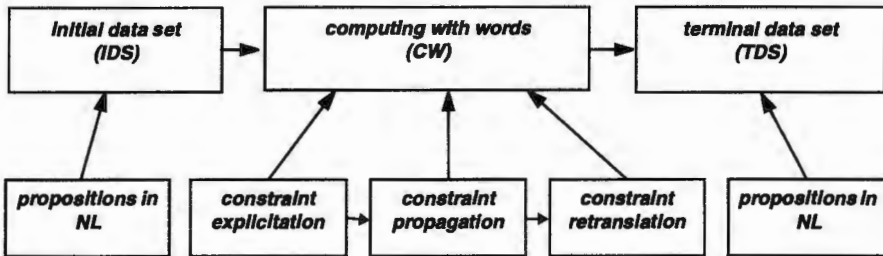 initial data set
(IDS)
computing with words
(CW)
terminal data set
(TDS)
propositions in
NL
constraint
explicitation
constraint
propagation
constraint
retranslation
propositions in
NL